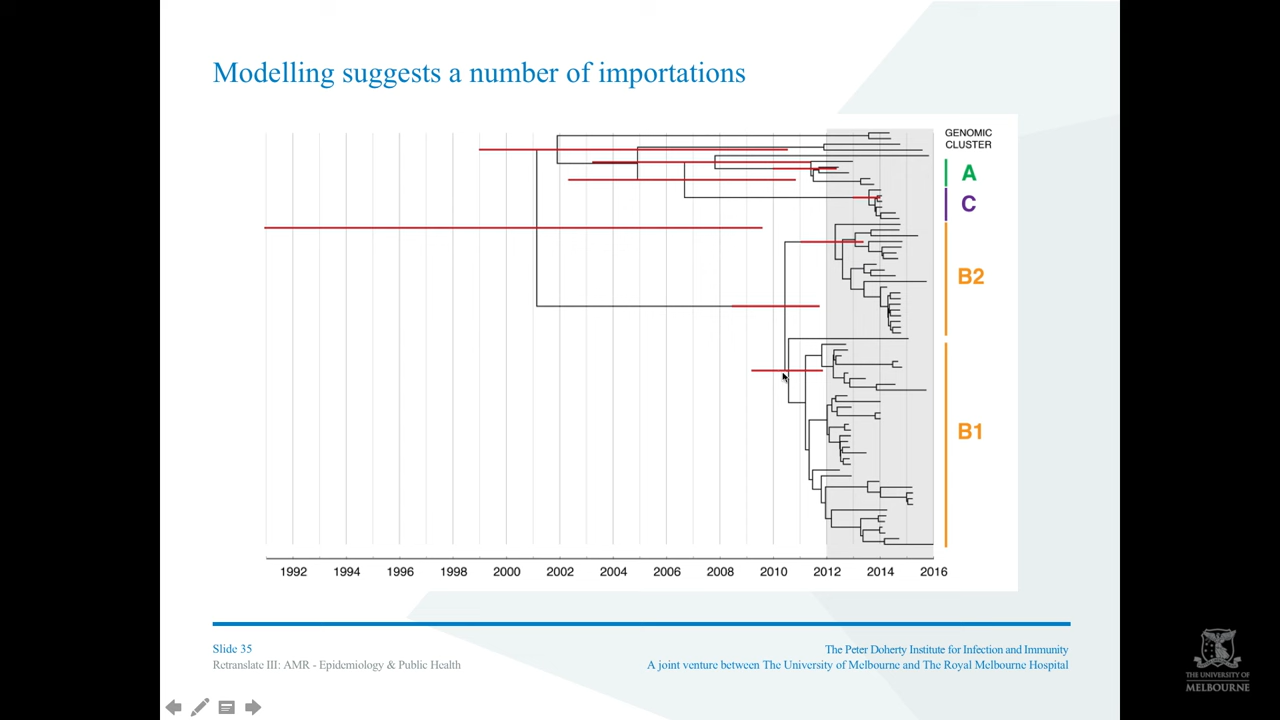 Modelling suggests a number of importations
GENOMIC
CLUSTER
A
C
B2
B1
1992 1994 1996 1998 2000 2002 2004 2006 2008 2010 2012 2014 2016
Slide 35
Retranslate III: AMR - Epidemiology & Public Health
The Peter Doherty Institute for Infection and Immunity
A joint venture between The University of Melbourne and The Royal Melbourne Hospital
THE UNIVERSITY OF
MELBOURNE